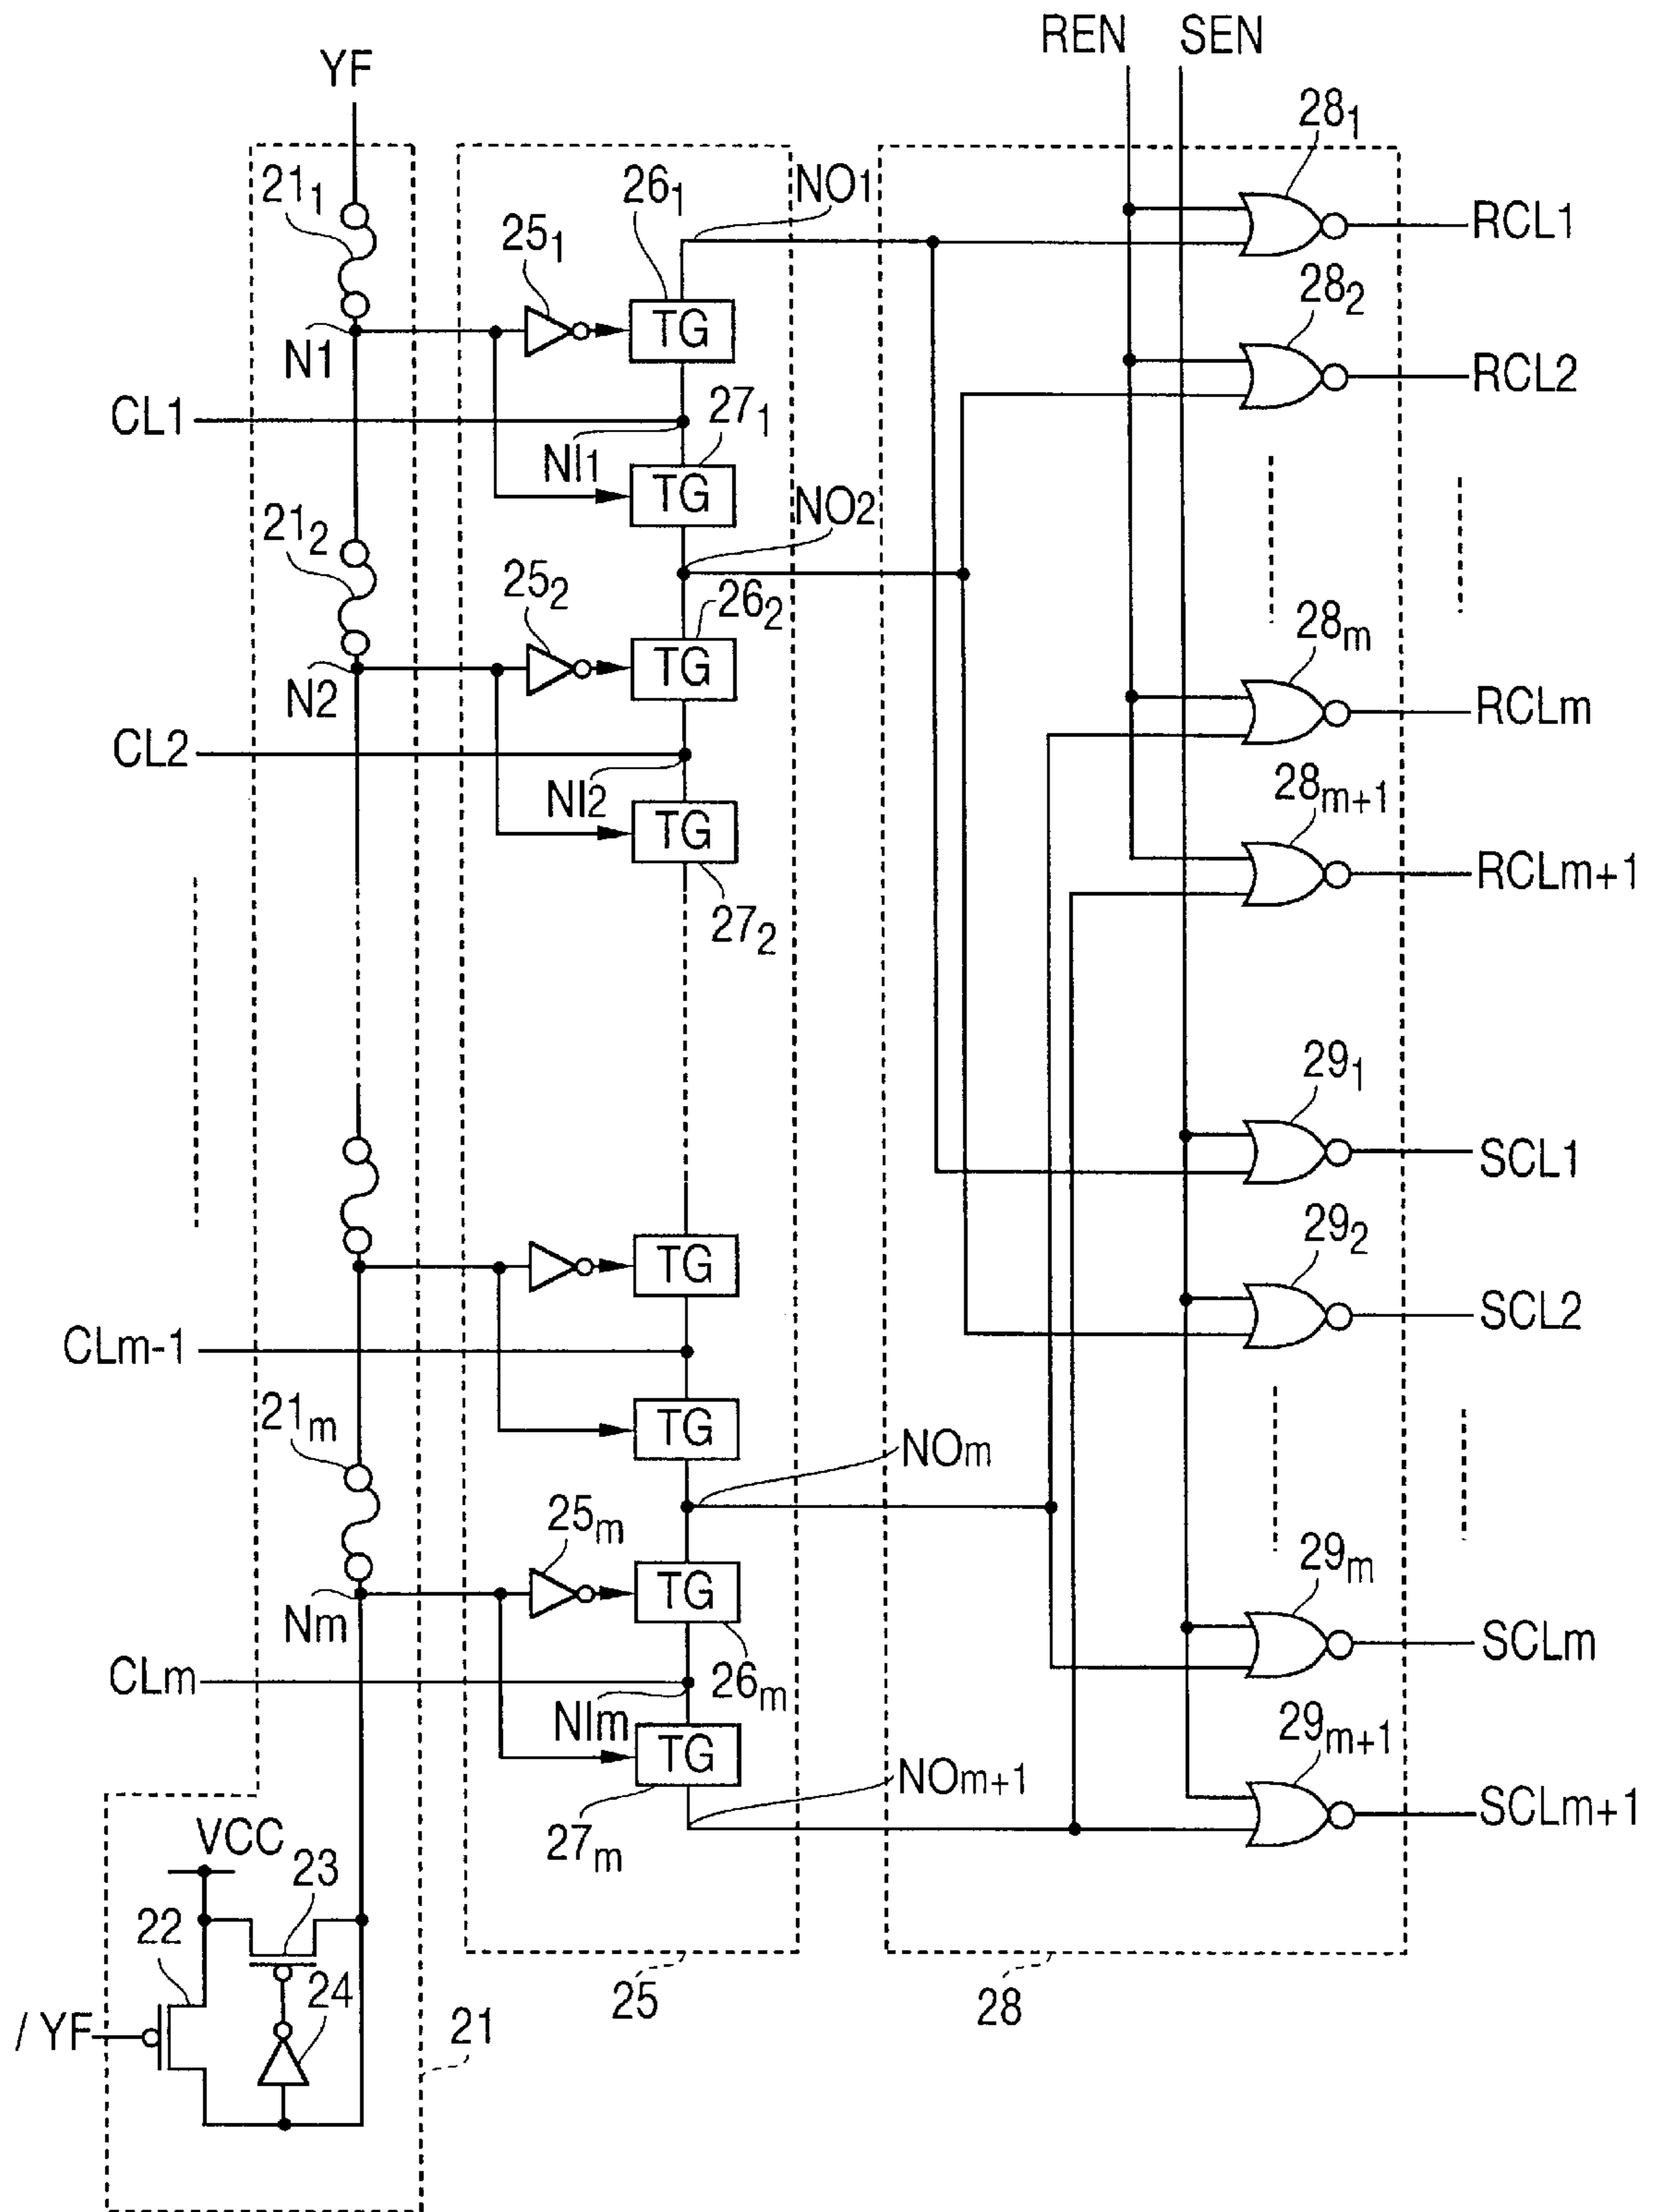 REN SEN
YF
28₁
21₁ 26₁ NO1 RCL1
25₁ 28₂
TG
N1 RCL2
CL1 27₁
NI1
TG NO2
21₂
25₂ 26₂ 28m
TG
N2 RCLm
CL2
NI2 28m+1
TG
RCLm+1
27₂
29₁
SCL1
29₂
TG
SCL2
CLm-1
21m
TG NOm
25m 29m
TG
Nm SCLm
CLm 26m
NIm 29m+1
TG
NOm+1
SCLm+1
VCC 27m
23
22
24 25 28
/ YF 21